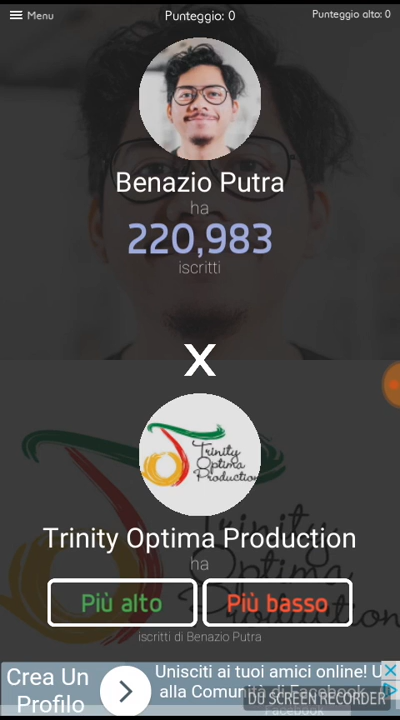 Menu
Punteggio: 0
Punteggio alto: 0
Benazio Putra
ha
220,983
iscritti
X
Trinity
Optima
Production
Trinity Optima Production
ha
Più alto
Più basso
iscritti di Benazio Putra
Crea Un
Profilo
Unisciti ai tuoi amici online! U
alla Comunità di Facebook
Facebook
DU SCREEN RECORDER